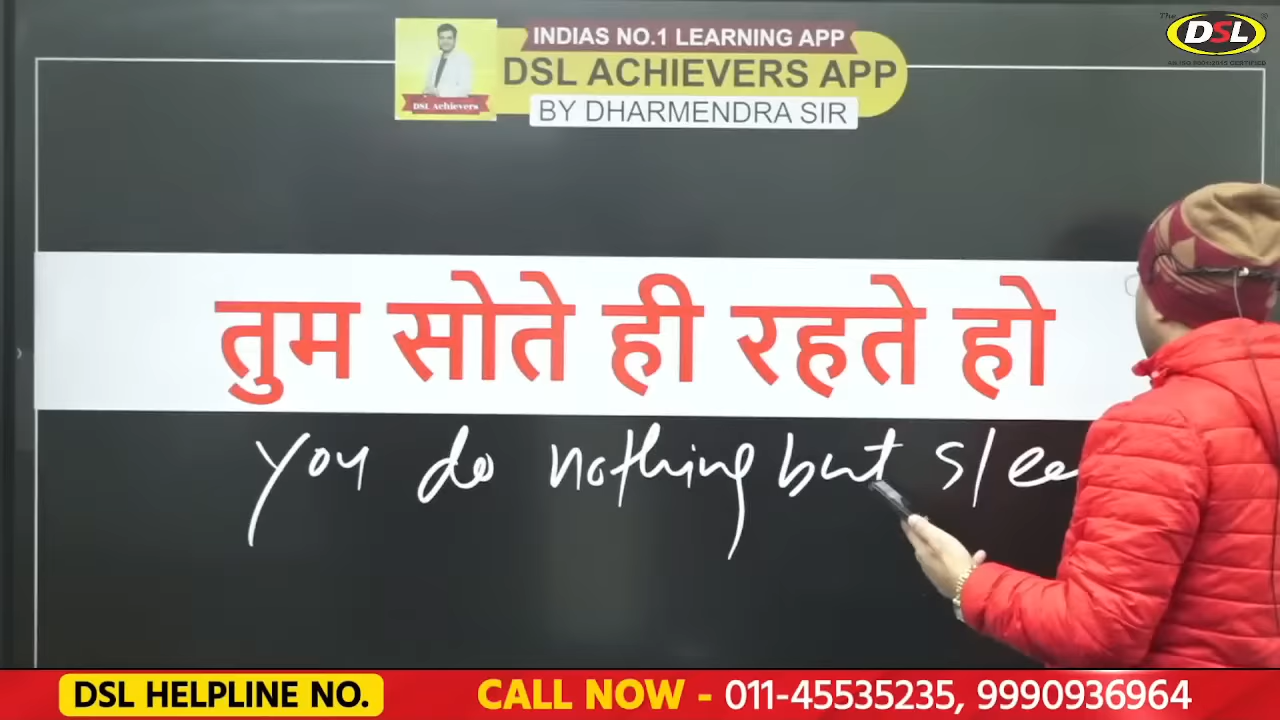 INDIAS NO.1 LEARNING APP
DSL ACHIEVERS APP
BY DHARMENDRA SIR
DSL Achievers
DSL
तुम सोते ही रहते हो
you do nothing but slee
DSL HELPLINE NO.
CALL NOW - 011-45535235, 9990936964